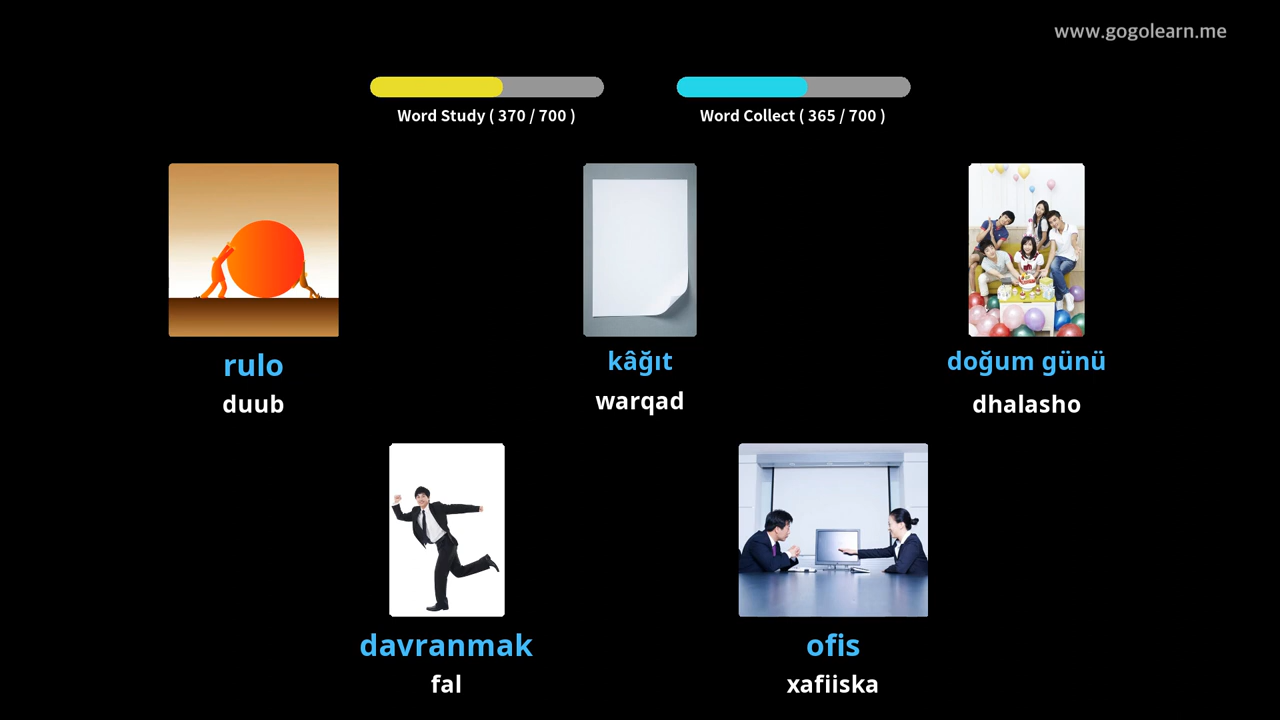 www.gogolearn.me
Word Study ( 370 / 700 )
Word Collect ( 365 / 700 )
rulo
duub
kâğıt
warqad
doğum günü
dhalasho
davranmak
fal
ofis
xafiiska